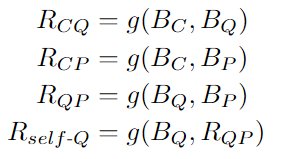 R_{CQ} = g(B_C, B_Q)
R_{CP} = g(B_C, B_P)
R_{QP} = g(B_Q, B_P)
R_{self-Q} = g(B_Q, R_{QP})